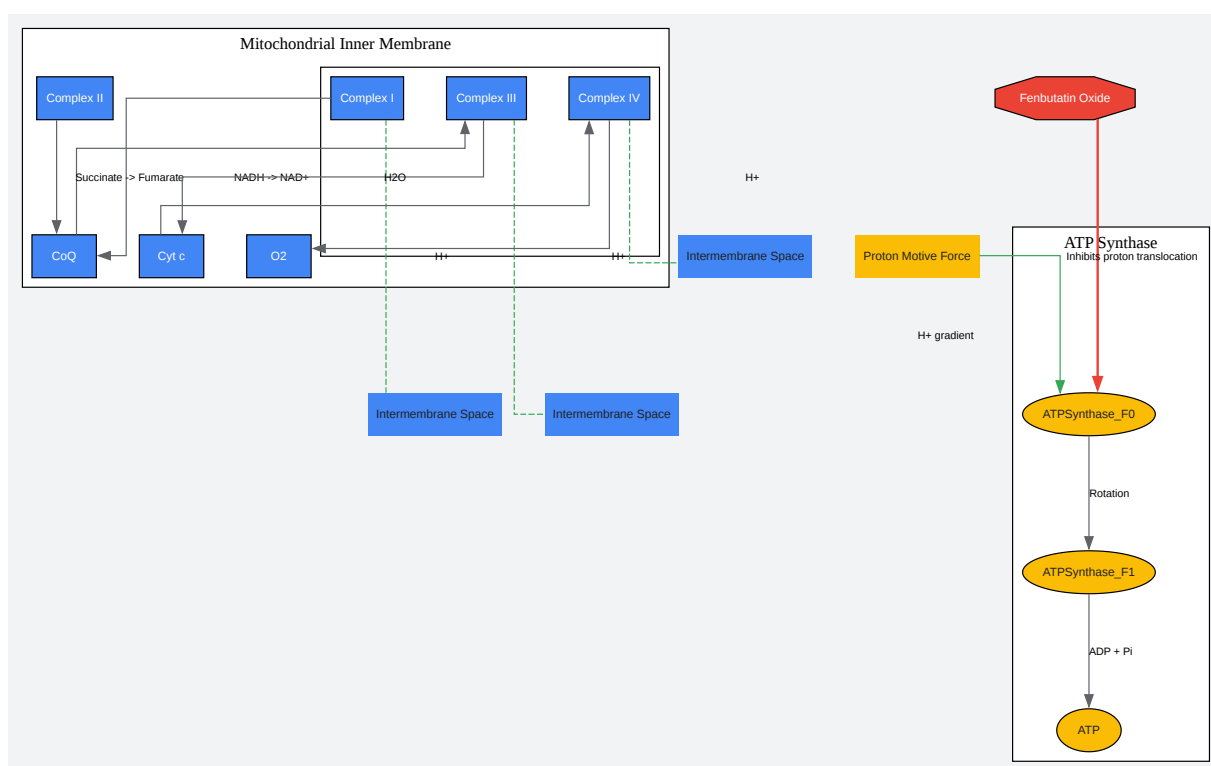 Mitochondrial Inner Membrane
Complex II
Complex I
Complex III
Complex IV
Fenbutatin Oxide
Succinate -> Fumarate
NADH -> NAD+
H2O
H+
CoQ
Cyt c
O2
H+
H+
Intermembrane Space
Proton Motive Force
ATP Synthase
Inhibits proton translocation
H+ gradient
Intermembrane Space
Intermembrane Space
ATPSynthase_F0
Rotation
ATPSynthase_F1
ADP + Pi
ATP